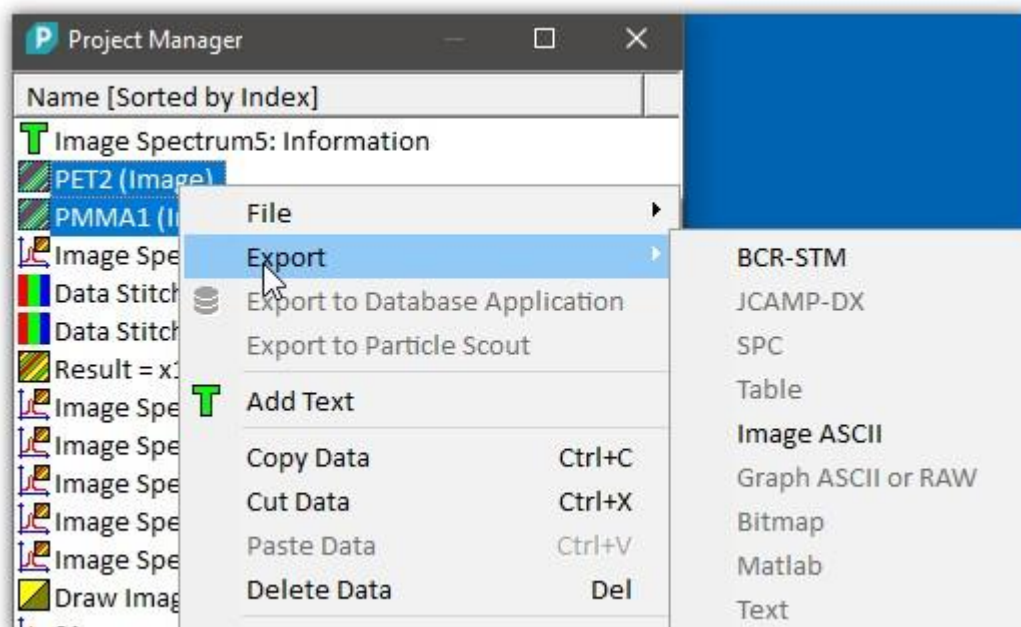 P Project Manager
Name [Sorted by Index]
Image Spectrum5: Information
PET2 (Image)
PMMA1 (I
Image Spe
Data Stitch
Data Stitch
Result = x1
Image Spe
Image Spe
Image Spe
Image Spe
Image Spe
Draw Imag
File
Export
Export to Database Application
Export to Particle Scout
T Add Text
Copy Data Ctrl+C
Cut Data Ctrl+X
Paste Data Ctrl+V
Delete Data Del
BCR-STM
JCAMP-DX
SPC
Table
Image ASCII
Graph ASCII or RAW
Bitmap
Matlab
Text